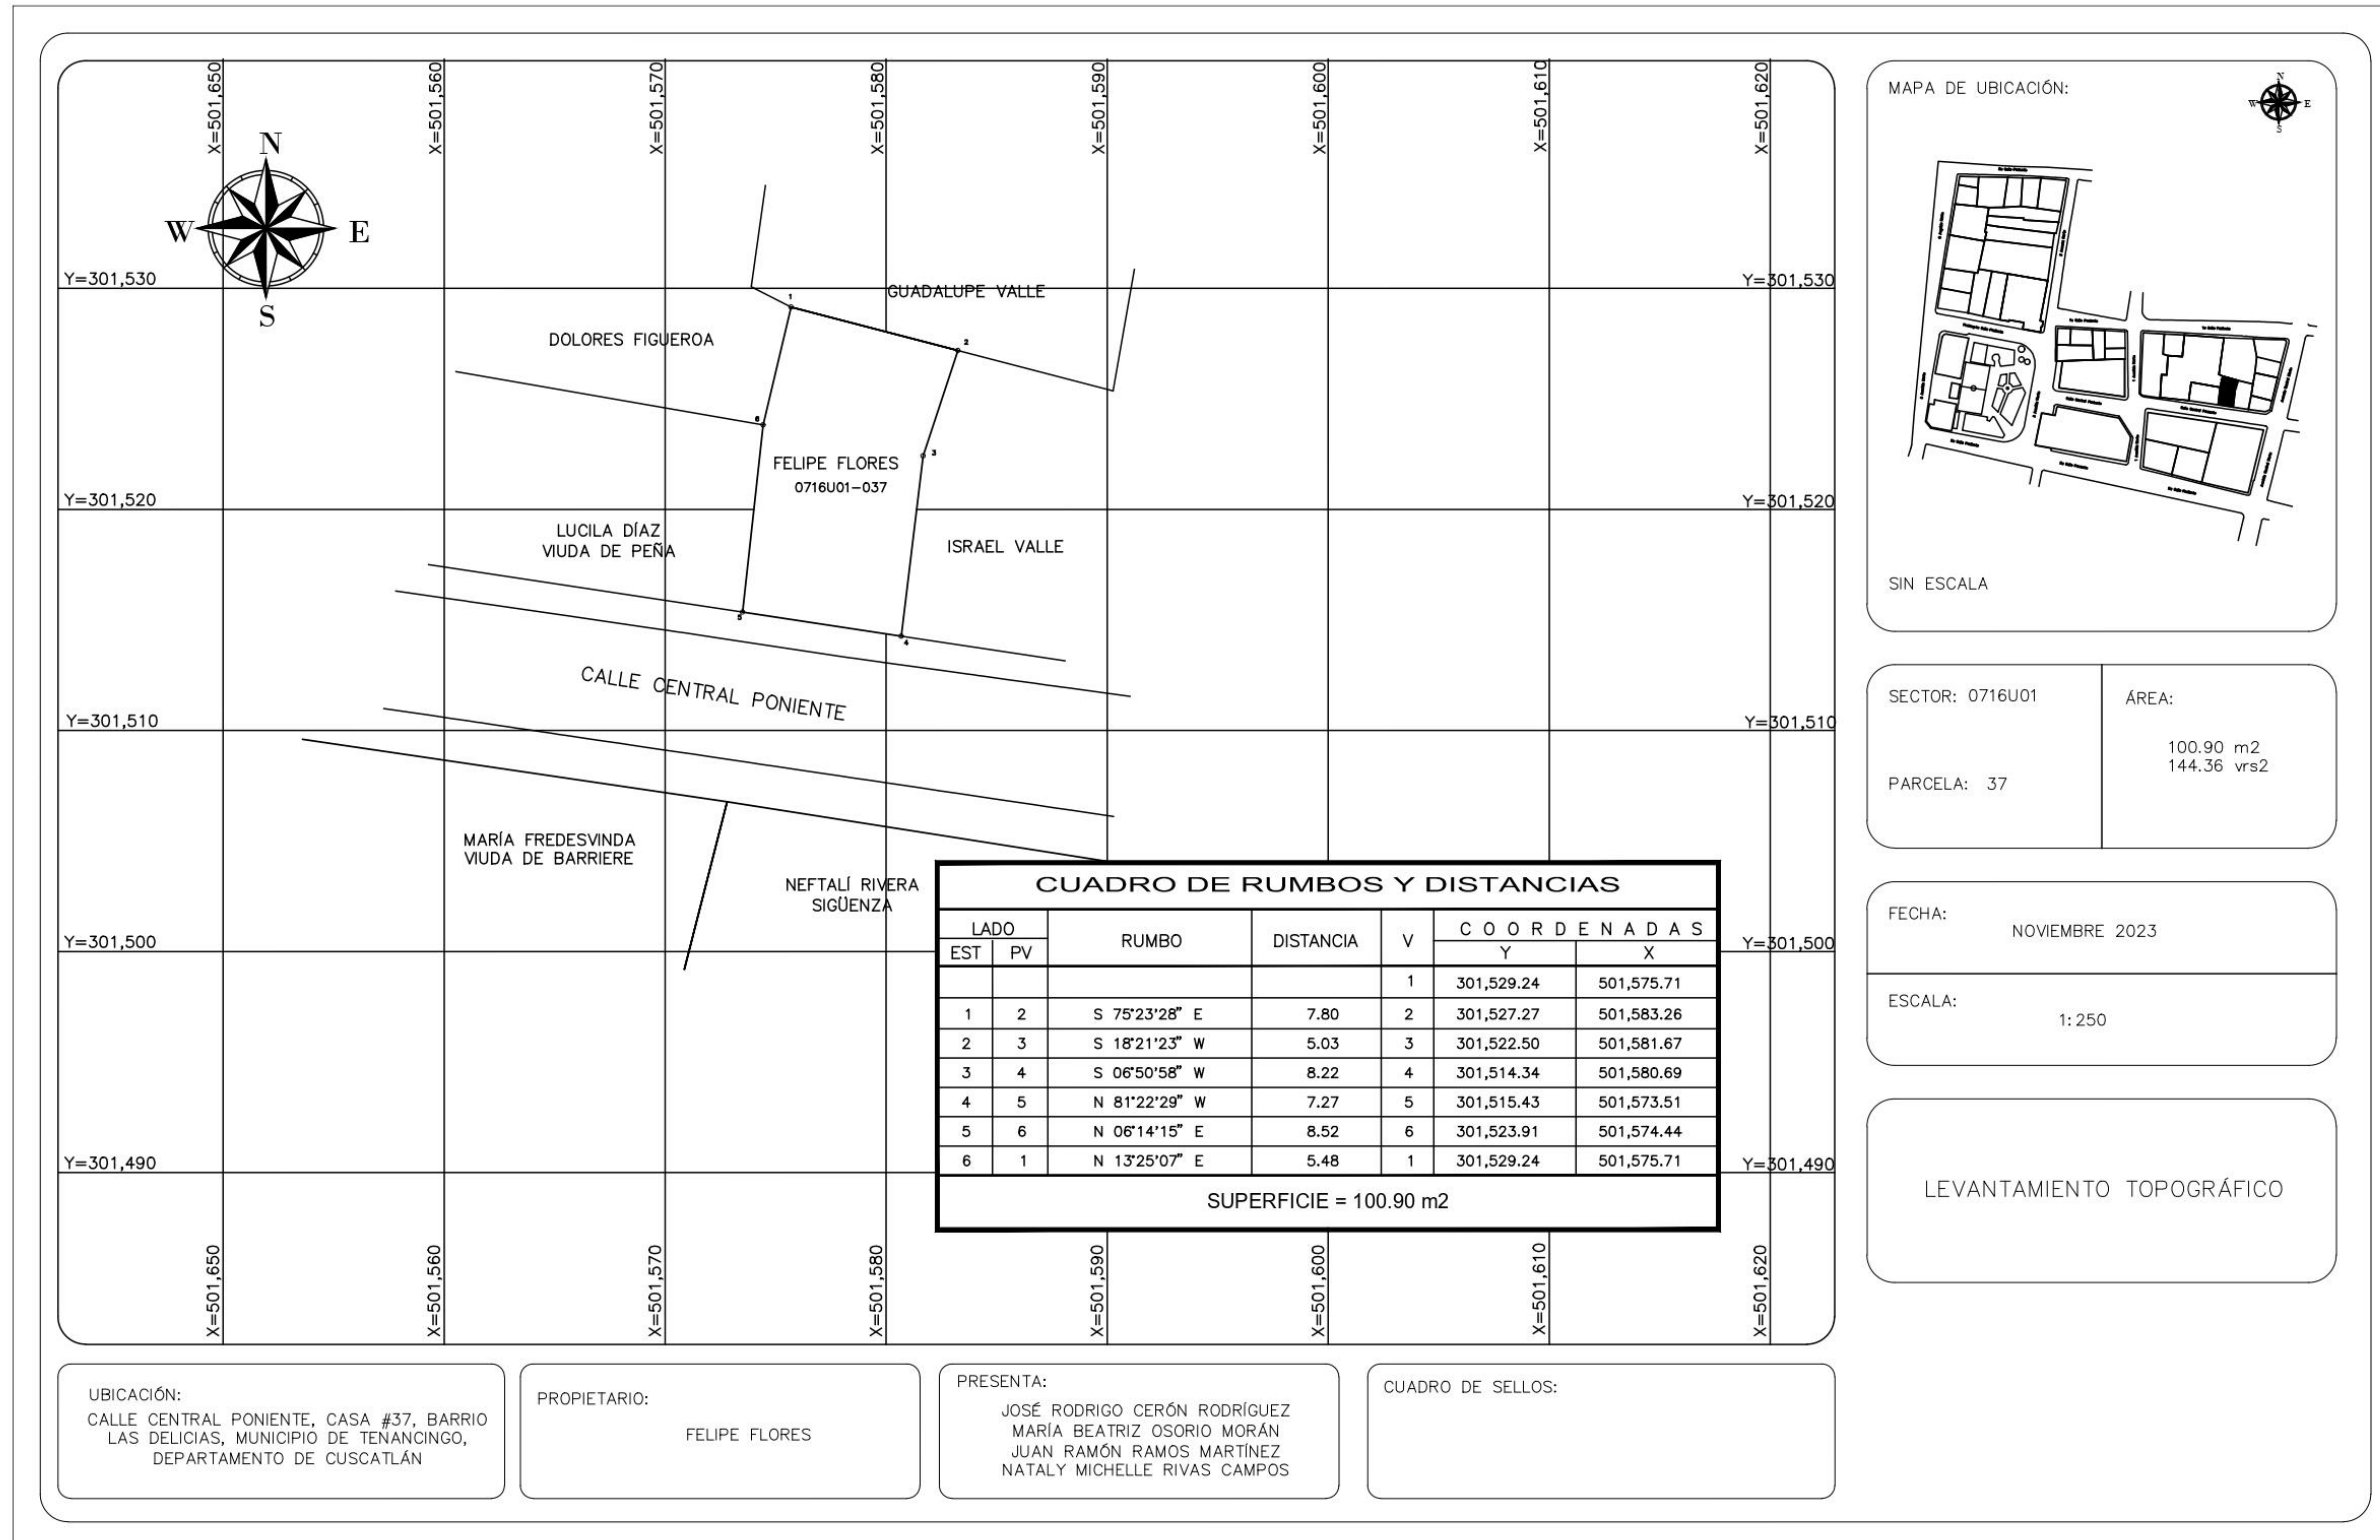 X=501,650
X=501,560
X=501,570
X=501,580
X=501,590
X=501,600
X=501,610
X=501,620
N
W
E
S
Y=301,530
Y=301,530
GUADALUPE VALLE
1
2
DOLORES FIGUEROA
6
3
FELIPE FLORES
0716U01-037
Y=301,520
Y=301,520
LUCILA DÍAZ
VIUDA DE PEÑA
ISRAEL VALLE
5
4
CALLE CENTRAL PONIENTE
Y=301,510
Y=301,510
MARÍA FREDESVINDA
VIUDA DE BARRIERE
NEFTALÍ RIVERA
SIGÜENZA
Y=301,500
Y=301,500
Y=301,490
Y=301,490
CUADRO DE RUMBOS Y DISTANCIAS
LADO RUMBO DISTANCIA V COORDENADAS
EST PV Y X
1 301,529.24 501,575.71
1 2 S 75°23'28" E 7.80 2 301,527.27 501,583.26
2 3 S 18°21'23" W 5.03 3 301,522.50 501,581.67
3 4 S 06°50'58" W 8.22 4 301,514.34 501,580.69
4 5 N 81°22'29" W 7.27 5 301,515.43 501,573.51
5 6 N 06°14'15" E 8.52 6 301,523.91 501,574.44
6 1 N 13°25'07" E 5.48 1 301,529.24 501,575.71
SUPERFICIE = 100.90 m2
X=501,650
X=501,560
X=501,570
X=501,580
X=501,590
X=501,600
X=501,610
X=501,620
MAPA DE UBICACIÓN:
N
W
E
S
SIN ESCALA
SECTOR: 0716U01
PARCELA: 37
ÁREA:
100.90 m2
144.36 vrs2
FECHA:
NOVIEMBRE 2023
ESCALA:
1:250
LEVANTAMIENTO TOPOGRÁFICO
UBICACIÓN:
CALLE CENTRAL PONIENTE, CASA #37, BARRIO
LAS DELICIAS, MUNICIPIO DE TENANCINGO,
DEPARTAMENTO DE CUSCATLÁN
PROPIETARIO:
FELIPE FLORES
PRESENTA:
JOSÉ RODRIGO CERÓN RODRÍGUEZ
MARÍA BEATRIZ OSORIO MORÁN
JUAN RAMÓN RAMOS MARTÍNEZ
NATALY MICHELLE RIVAS CAMPOS
CUADRO DE SELLOS: